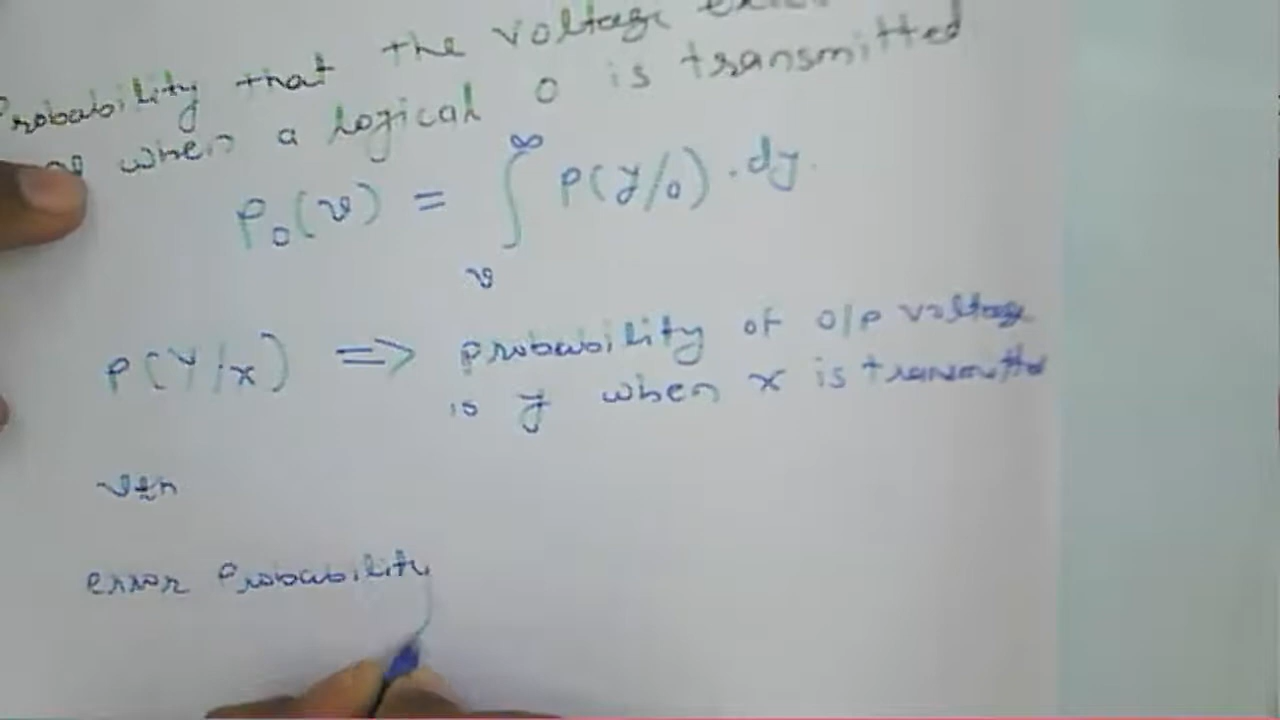 Probability that the voltage
when a logical 0 is transmitted
P₀(v) = ∫ᵥ^∞ P(y/0) . dy.
P(Y/x) => probability of O/P voltage
is y when x is transmitted
vth
error Probability